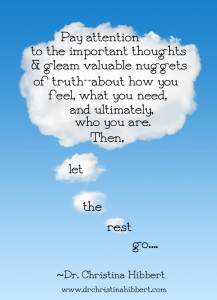 Pay attention
to the important thoughts
& gleam valuable nuggets
of truth--about how you
feel, what you need,
and ultimately,
who you are.
Then,
let
the
rest
go....
~Dr. Christina Hibbert
www.drchristinahibbert.com